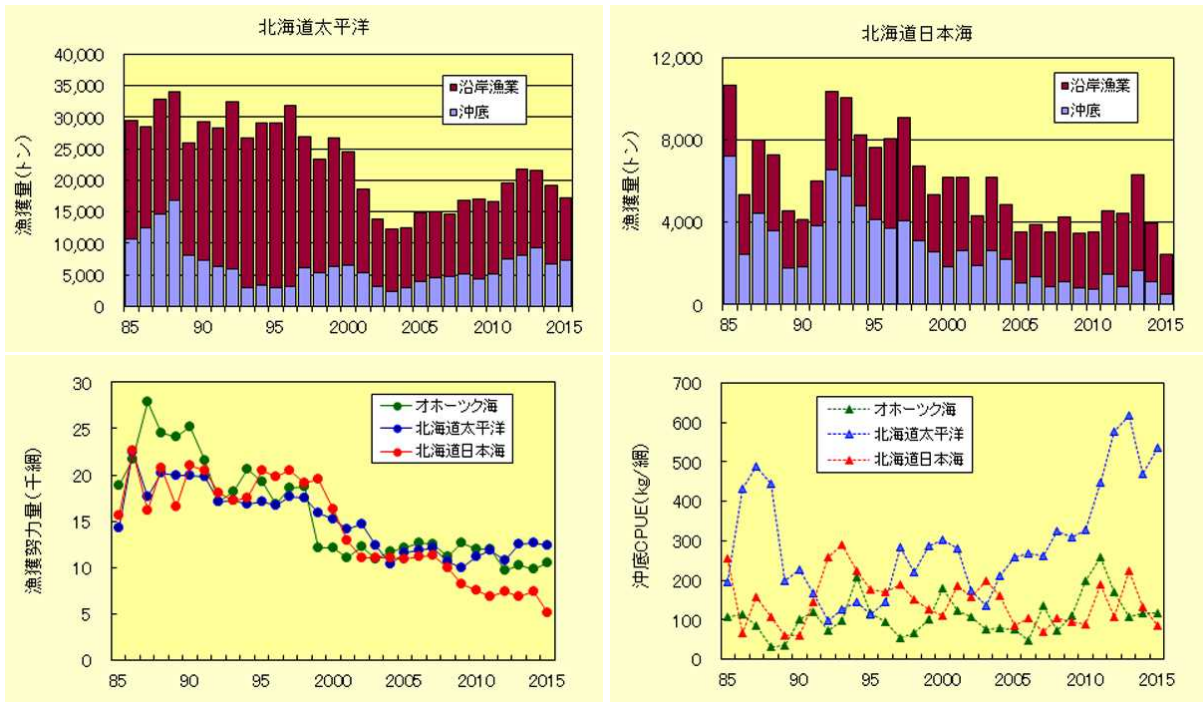 北海道太平洋
40,000
35,000
30,000
25,000
20,000
15,000
10,000
5,000
0
漁獲量(トン)
沿岸漁業
沖底
85 90 95 2000 2005 2010 2015
北海道日本海
12,000
8,000
4,000
0
漁獲量(トン)
沿岸漁業
沖底
85 90 95 2000 2005 2010 2015
30
25
20
15
10
5
0
漁獲努力量(千網)
オホーツク海
北海道太平洋
北海道日本海
85 90 95 2000 2005 2010 2015
700
600
500
400
300
200
100
0
沖底CPUE(kg/網)
オホーツク海
北海道太平洋
北海道日本海
85 90 95 2000 2005 2010 2015